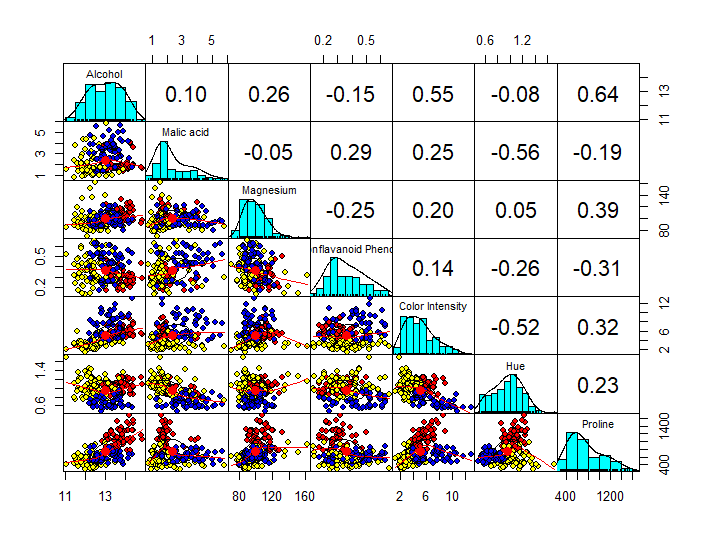 1 3 5 0.2 0.5 0.6 1.2
Alcohol 0.10 0.26 -0.15 0.55 -0.08 0.64 11 13
1 3 5 Malic acid -0.05 0.29 0.25 -0.56 -0.19
Magnesium -0.25 0.20 0.05 0.39 80 140
0.2 0.5 nflavanoid Pheno 0.14 -0.26 -0.31
Color Intensity -0.52 0.32 2 6 12
0.6 1.4 Hue 0.23
Proline 400 1400
11 13 80 120 160 2 6 10 400 1200